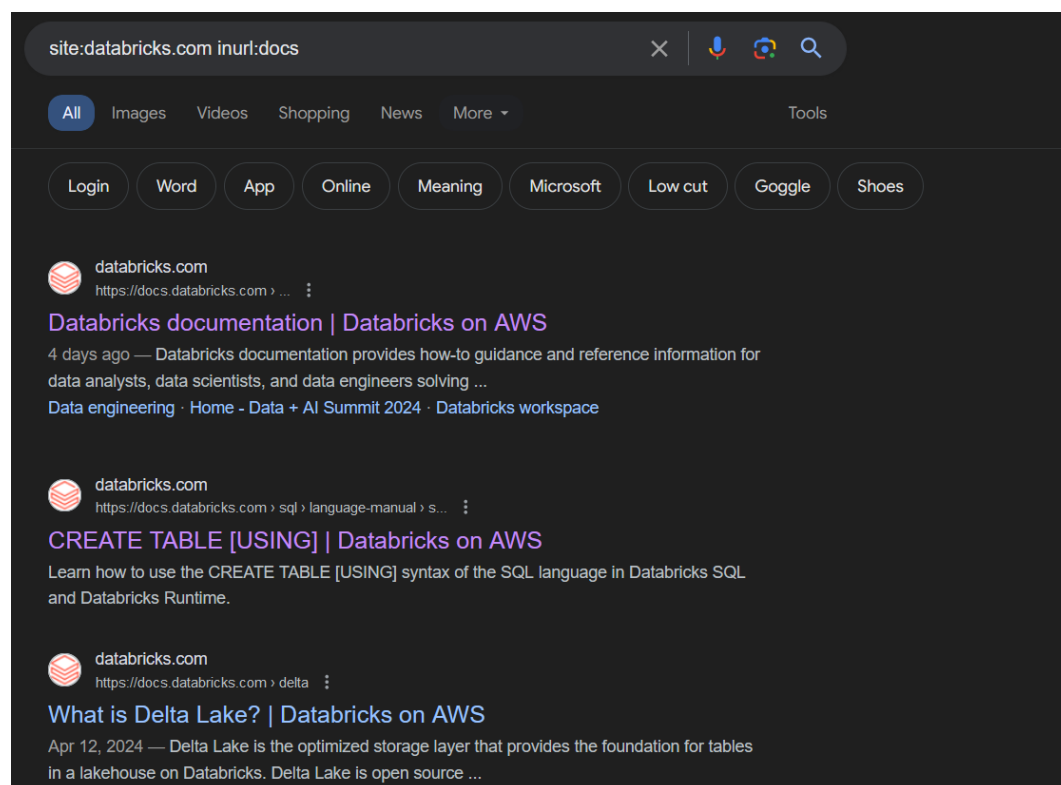 site:databricks.com inurl:docs
All Images Videos Shopping News More Tools
Login Word App Online Meaning Microsoft Low cut Goggle Shoes
databricks.com
https://docs.databricks.com › ...
Databricks documentation | Databricks on AWS
4 days ago — Databricks documentation provides how-to guidance and reference information for
data analysts, data scientists, and data engineers solving ...
Data engineering · Home - Data + AI Summit 2024 · Databricks workspace
databricks.com
https://docs.databricks.com › sql › language-manual › s...
CREATE TABLE [USING] | Databricks on AWS
Learn how to use the CREATE TABLE [USING] syntax of the SQL language in Databricks SQL
and Databricks Runtime.
databricks.com
https://docs.databricks.com › delta
What is Delta Lake? | Databricks on AWS
Apr 12, 2024 — Delta Lake is the optimized storage layer that provides the foundation for tables
in a lakehouse on Databricks. Delta Lake is open source ...